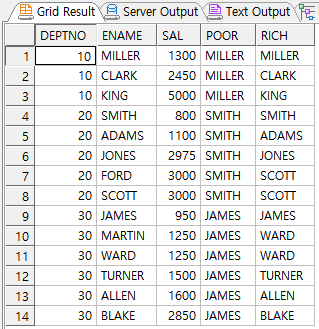 Grid Result Server Output Text Output
DEPTNO ENAME SAL POOR RICH
1 10 MILLER 1300 MILLER MILLER
2 10 CLARK 2450 MILLER CLARK
3 10 KING 5000 MILLER KING
4 20 SMITH 800 SMITH SMITH
5 20 ADAMS 1100 SMITH ADAMS
6 20 JONES 2975 SMITH JONES
7 20 FORD 3000 SMITH SCOTT
8 20 SCOTT 3000 SMITH SCOTT
9 30 JAMES 950 JAMES JAMES
10 30 MARTIN 1250 JAMES WARD
11 30 WARD 1250 JAMES WARD
12 30 TURNER 1500 JAMES TURNER
13 30 ALLEN 1600 JAMES ALLEN
14 30 BLAKE 2850 JAMES BLAKE